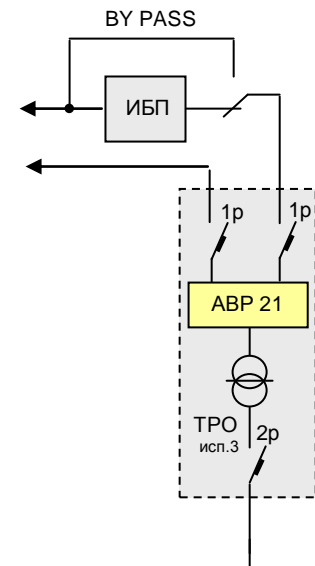 BY PASS
ИБП
1р
1р
АВР 21
ТРО
исп.3
2р